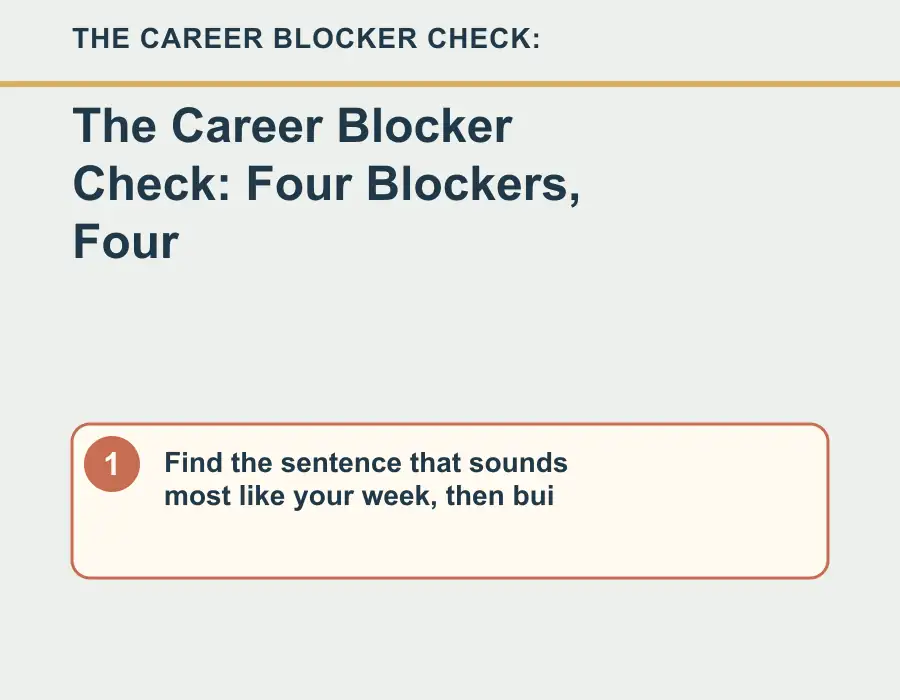 THE CAREER BLOCKER CHECK:
The Career Blocker
Check: Four Blockers,
Four
1
Find the sentence that sounds
most like your week, then bui